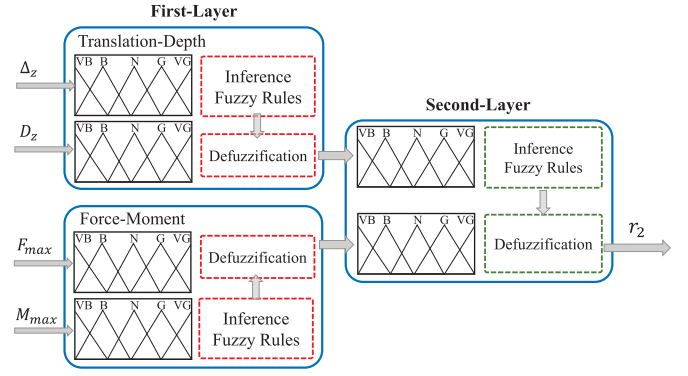 First-Layer
Translation-Depth
VB B N G VG
Δz
Inference
Fuzzy Rules
VB B N G VG
Dz
Defuzzification
Force-Moment
VB B N G VG
Fmax
Defuzzification
VB B N G VG
Mmax
Inference
Fuzzy Rules
Second-Layer
VB B N G VG
Inference
Fuzzy Rules
VB B N G VG
Defuzzification
r2